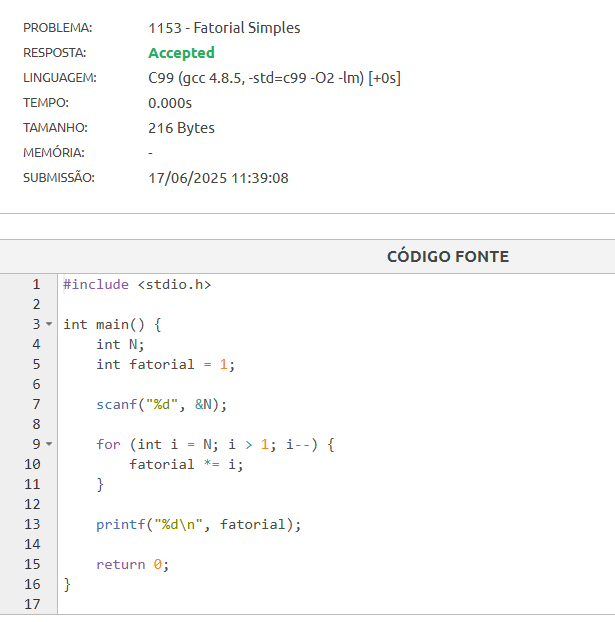 PROBLEMA: 1153 - Fatorial Simples
RESPOSTA: Accepted
LINGUAGEM: C99 (gcc 4.8.5, -std=c99 -O2 -lm) [+0s]
TEMPO: 0.000s
TAMANHO: 216 Bytes
MEMÓRIA: -
SUBMISSÃO: 17/06/2025 11:39:08
CÓDIGO FONTE
1 #include <stdio.h>
2
3 int main() {
4     int N;
5     int fatorial = 1;
6
7     scanf("%d", &N);
8
9     for (int i = N; i > 1; i--) {
10         fatorial *= i;
11     }
12
13     printf("%d\n", fatorial);
14
15     return 0;
16 }
17